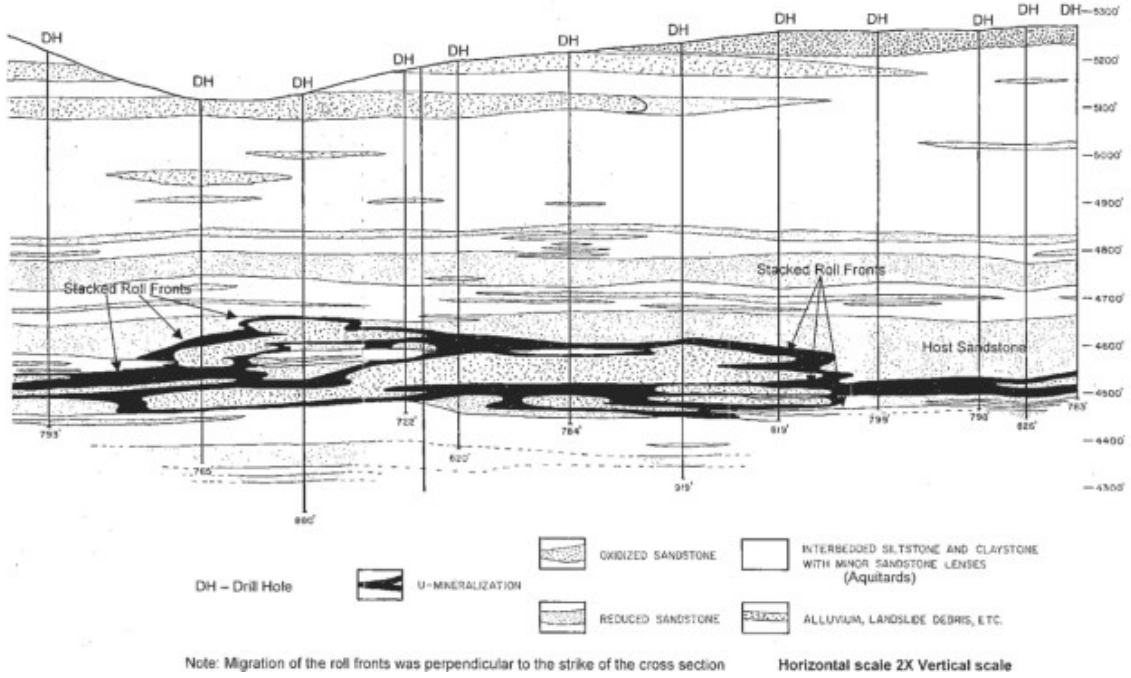 DH
DH
DH
DH
DH
DH
DH
DH
DH
DH
DH
5300'
5200'
5100'
5000'
4900'
4800'
4700'
4600'
4500'
4400'
4300'
Stacked Roll Fronts
Stacked Roll Fronts
Host Sandstone
793'
765'
880'
722'
820'
784'
919'
819'
799'
790'
826'
783'
DH – Drill Hole
U-MINERALIZATION
OXIDIZED SANDSTONE
REDUCED SANDSTONE
INTERBEDDED SILTSTONE AND CLAYSTONE
WITH MINOR SANDSTONE LENSES
(Aquitards)
ALLUVIUM, LANDSLIDE DEBRIS, ETC.
Note: Migration of the roll fronts was perpendicular to the strike of the cross section
Horizontal scale 2X Vertical scale